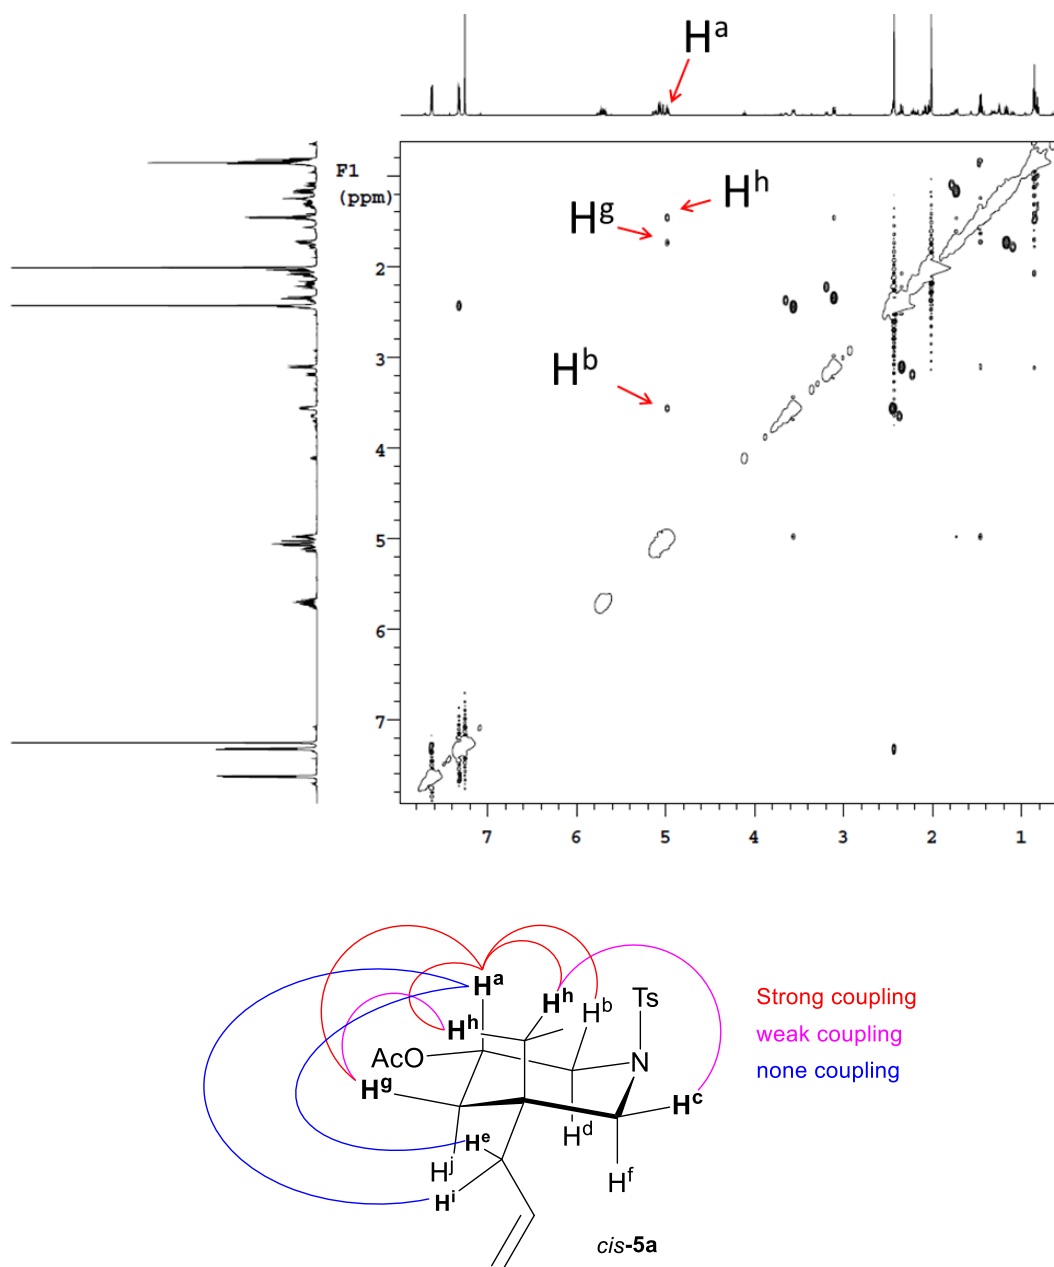 Hᵃ
F1
(ppm)
Hʰ
Hᵍ
2
3
Hᵇ
4
5
6
7
7 6 5 4 3 2 1
Hᵃ
Hʰ Hᵇ Ts
Strong coupling
Hʰ
weak coupling
AcO N
none coupling
Hᵍ Hᶜ
Hᵈ
Hᵉ
Hʲ
Hᶠ
Hⁱ
cis-5a